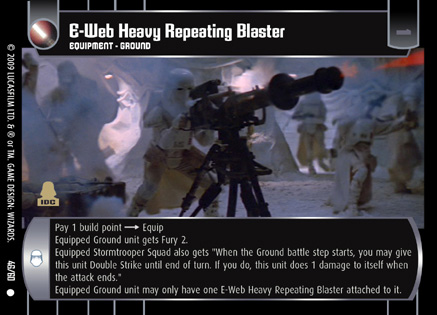 E-Web Heavy Repeating Blaster
EQUIPMENT - GROUND
© 2009 LUCASFILM LTD. & ® or TM. GAME DESIGN: WIZARDS.
IDC
Pay 1 build point → Equip
Equipped Ground unit gets Fury 2.
Equipped Stormtrooper Squad also gets "When the Ground battle step starts, you may give
this unit Double Strike until end of turn. If you do, this unit does 1 damage to itself when
the attack ends."
Equipped Ground unit may only have one E-Web Heavy Repeating Blaster attached to it.